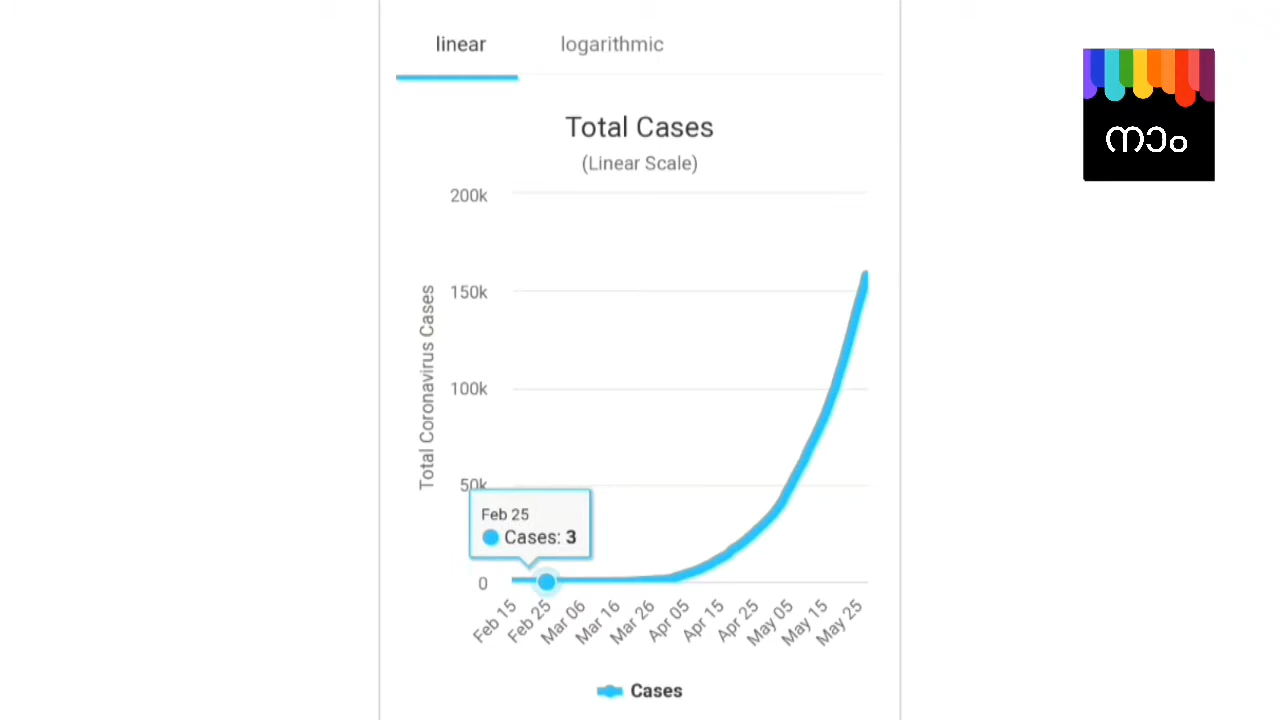 linear logarithmic
നാം
Total Cases
(Linear Scale)
200k
150k
100k
50k
0
Total Coronavirus Cases
Feb 25
Cases: 3
Feb 15 Feb 25 Mar 06 Mar 16 Mar 26 Apr 05 Apr 15 Apr 25 May 05 May 15 May 25
Cases